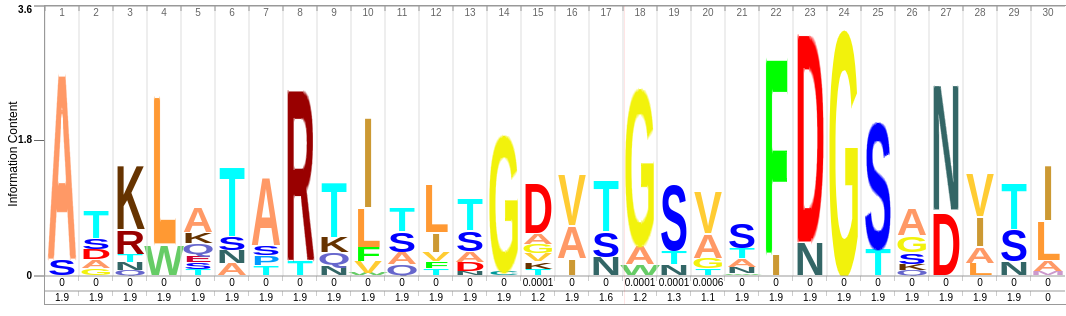 3.6
1 2 3 4 5 6 7 8 9 10 11 12 13 14 15 16 17 18 19 20 21 22 23 24 25 26 27 28 29 30
Information Content
1.8
0
A S
T S D A G
K R T N Q
L W
A K Q E S
T S N A
A S P T
R T
T K Q N
I L F V
T S A Q
L I V F T
T S A D N
G
D A G V K T
V A I
T S N
G A W
S T N
V A G T
S T A N
F I
D N
G
S T
A G S K Q
N D
V I A L
T S N
I L A M
0 0 0 0 0 0 0 0 0 0 0 0 0 0 0.0001 0 0 0.0001 0.0001 0.0006 0 0 0 0 0 0 0 0 0 0
1.9 1.9 1.9 1.9 1.9 1.9 1.9 1.9 1.9 1.9 1.9 1.9 1.9 1.9 1.2 1.9 1.6 1.2 1.3 1.1 1.9 1.9 1.9 1.9 1.9 1.9 1.9 1.9 1.9 0